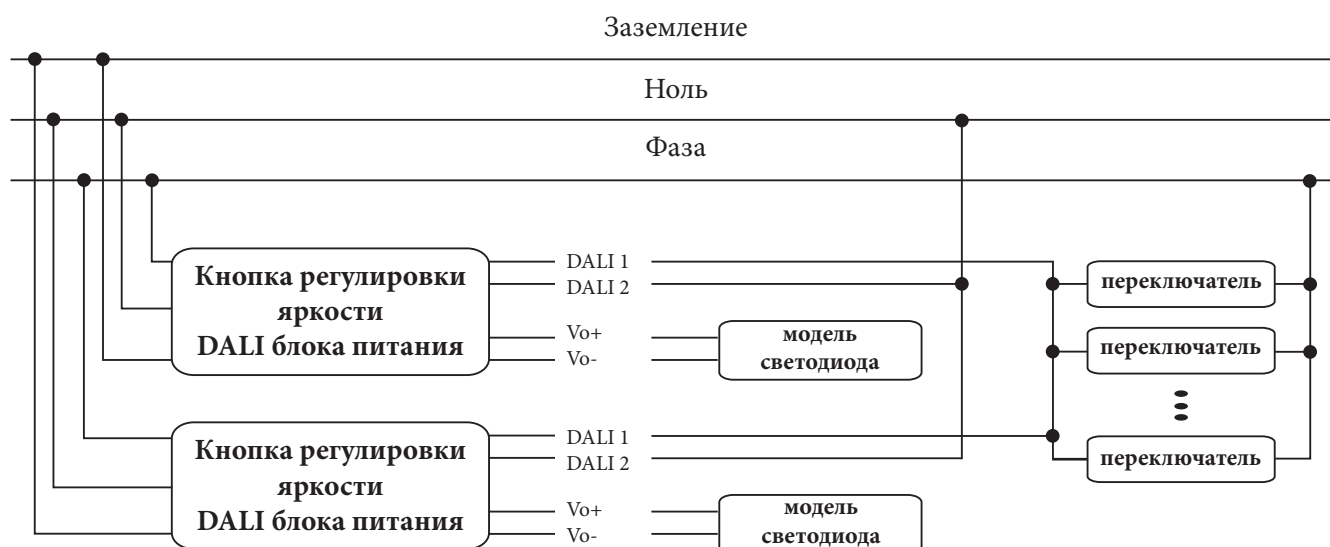 Заземление
Ноль
Фаза
Кнопка регулировки
яркости
DALI блока питания
DALI 1
DALI 2
Vo+
Vo-
модель
светодиода
переключатель
переключатель
переключатель
Кнопка регулировки
яркости
DALI блока питания
DALI 1
DALI 2
Vo+
Vo-
модель
светодиода